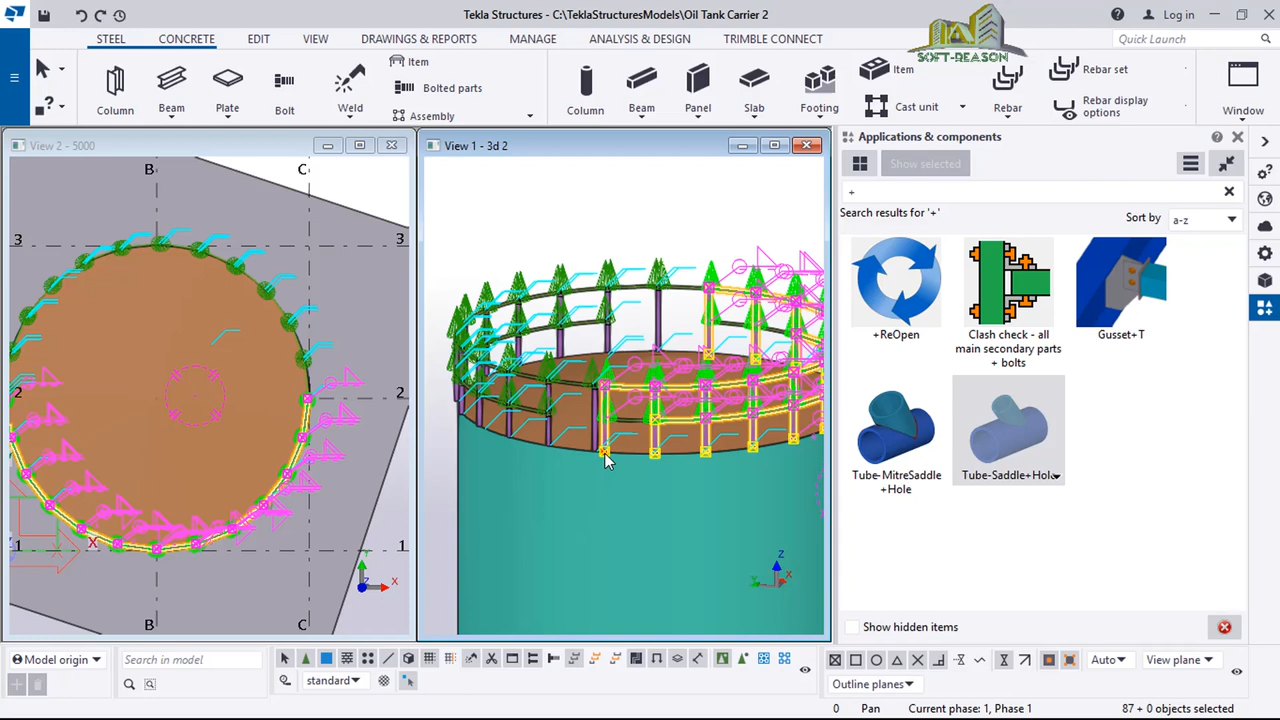 Tekla Structures - C:\TeklaStructuresModels\Oil Tank Carrier 2
Log in
STEEL CONCRETE EDIT VIEW DRAWINGS & REPORTS MANAGE ANALYSIS & DESIGN TRIMBLE CONNECT
SOFT-REASON
Quick Launch
Column Beam Plate Bolt Weld
Item
Bolted parts
Assembly
Column Beam Panel Slab Footing
Item
Cast unit
Rebar
Rebar set
Rebar display
options
Window
View 2 - 5000
B C
3 3
2 2
1 1
B C
X
Y
X
Z
View 1 - 3d 2
Z
X
Y
Applications & components
Show selected
+
Search results for '+'
Sort by a-z
+ReOpen
Clash check - all
main secondary parts
+ bolts
Gusset+T
Tube-MitreSaddle
+Hole
Tube-Saddle+Hole
Show hidden items
Model origin
Search in model
standard
Auto
View plane
Outline planes
0 Pan Current phase: 1, Phase 1 87 + 0 objects selected